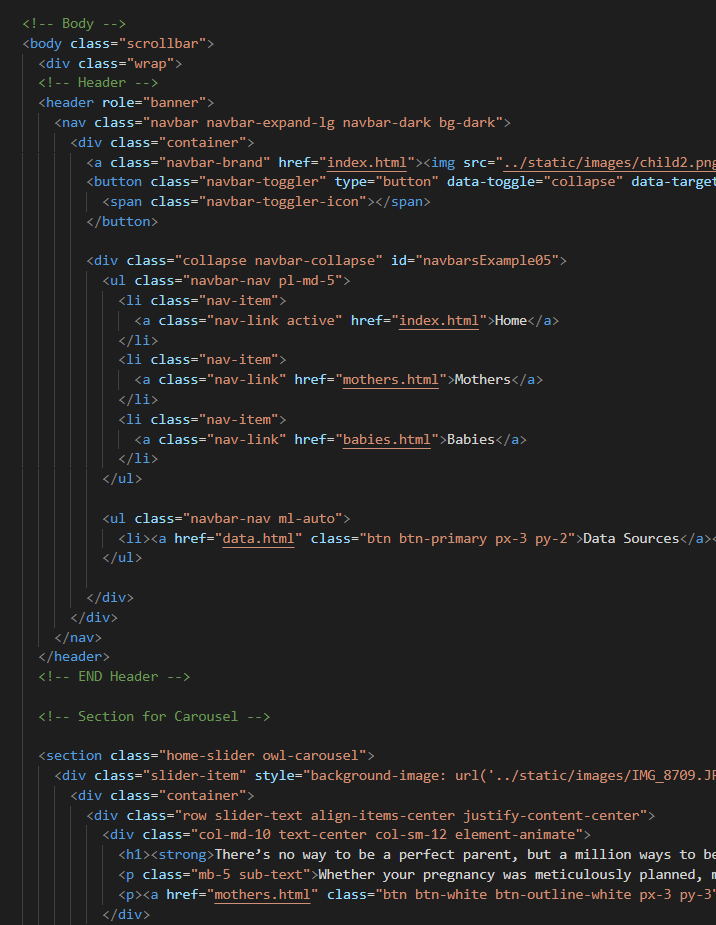 <!-- Body -->
<body class="scrollbar">
<div class="wrap">
<!-- Header -->
<header role="banner">
<nav class="navbar navbar-expand-lg navbar-dark bg-dark">
<div class="container">
<a class="navbar-brand" href="index.html"><img src="../static/images/child2.png
<button class="navbar-toggler" type="button" data-toggle="collapse" data-target
<span class="navbar-toggler-icon"></span>
</button>
<div class="collapse navbar-collapse" id="navbarsExample05">
<ul class="navbar-nav pl-md-5">
<li class="nav-item">
<a class="nav-link active" href="index.html">Home</a>
</li>
<li class="nav-item">
<a class="nav-link" href="mothers.html">Mothers</a>
</li>
<li class="nav-item">
<a class="nav-link" href="babies.html">Babies</a>
</li>
</ul>
<ul class="navbar-nav ml-auto">
<li><a href="data.html" class="btn btn-primary px-3 py-2">Data Sources</a><
</ul>
</div>
</div>
</nav>
</header>
<!-- END Header -->
<!-- Section for Carousel -->
<section class="home-slider owl-carousel">
<div class="slider-item" style="background-image: url('../static/images/IMG_8709.JP
<div class="container">
<div class="row slider-text align-items-center justify-content-center">
<div class="col-md-10 text-center col-sm-12 element-animate">
<h1><strong>There's no way to be a perfect parent, but a million ways to be
<p class="mb-5 sub-text">Whether your pregnancy was meticulously planned, m
<p><a href="mothers.html" class="btn btn-white btn-outline-white px-3 py-3"
</div>